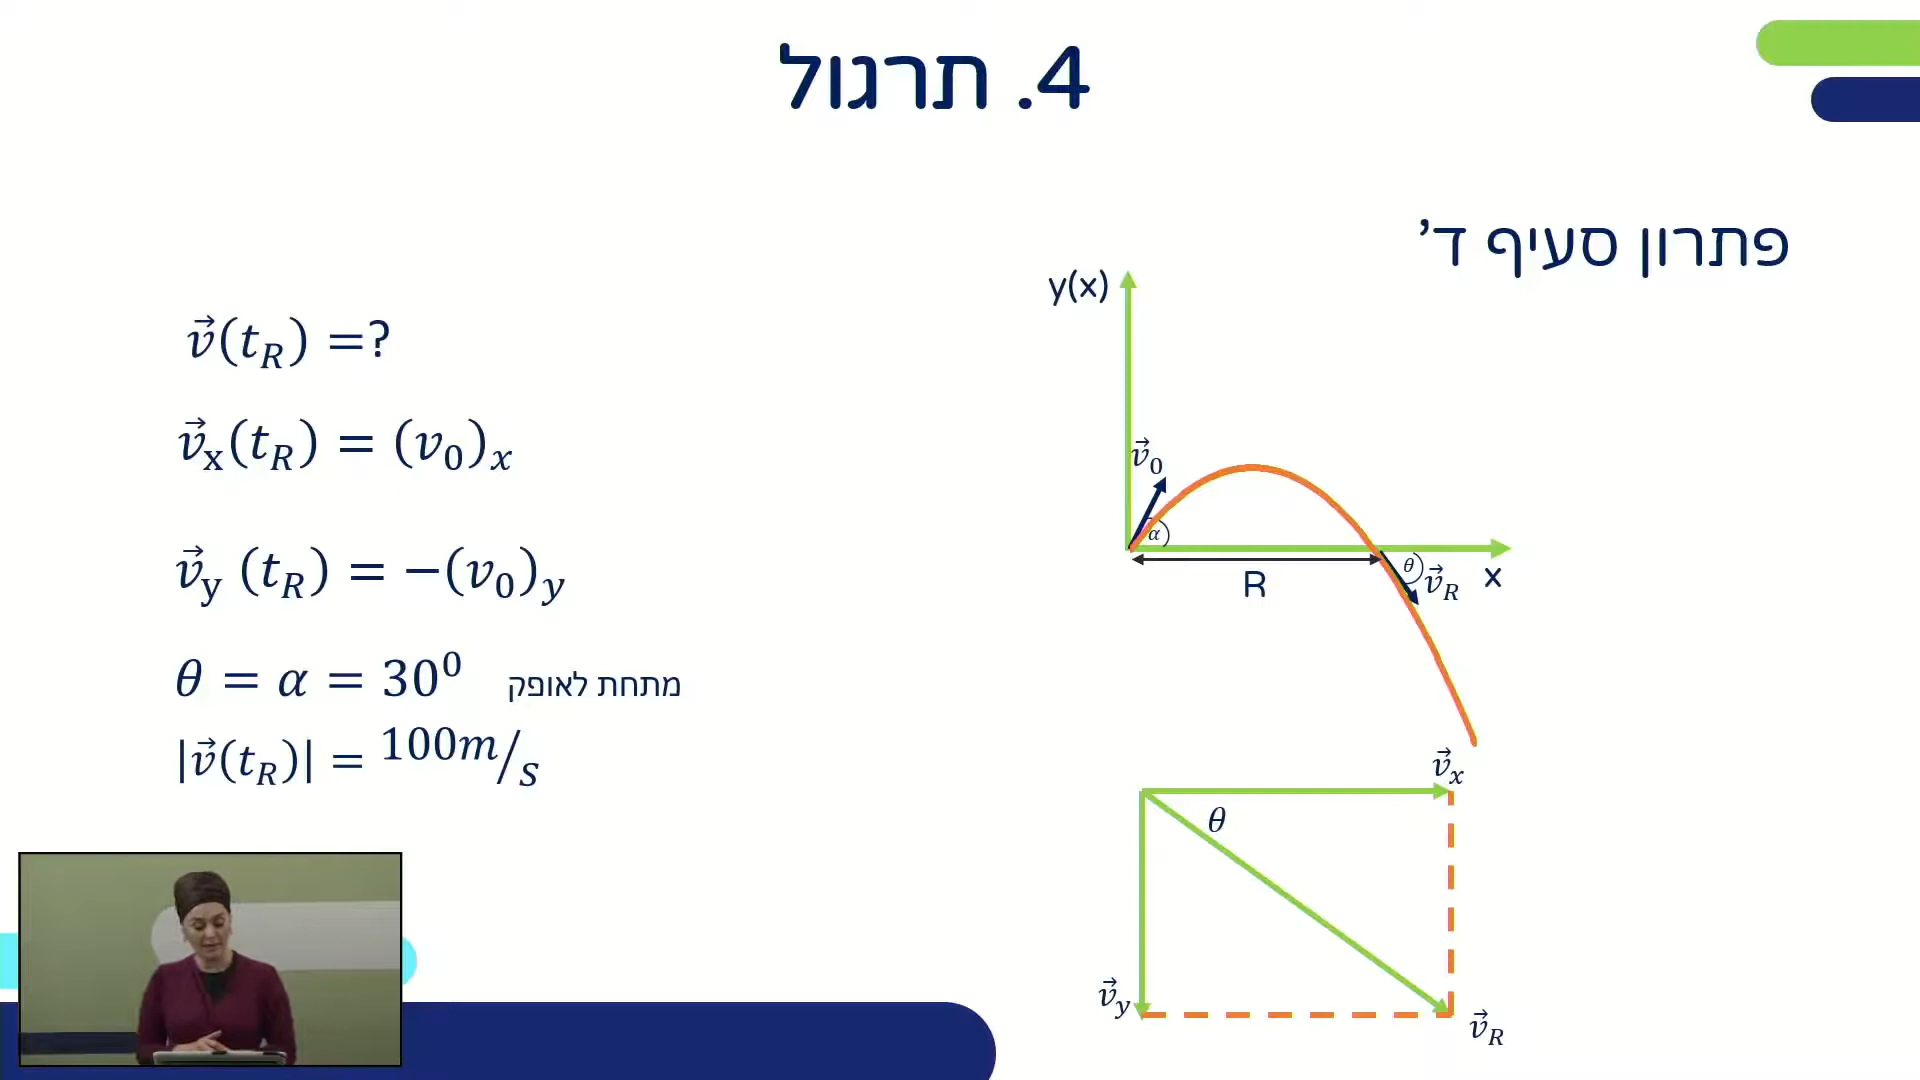 4. תרגול
פתרון סעיף ד'
v⃗(t_R) =?
v⃗_x(t_R) = (v_0)_x
v⃗_y (t_R) = −(v_0)_y
θ = α = 30⁰ מתחת לאופק
|v⃗(t_R)| = 100m/s
y(x)
v⃗_0
α
θ
v⃗_R
x
R
v⃗_x
θ
v⃗_y
v⃗_R